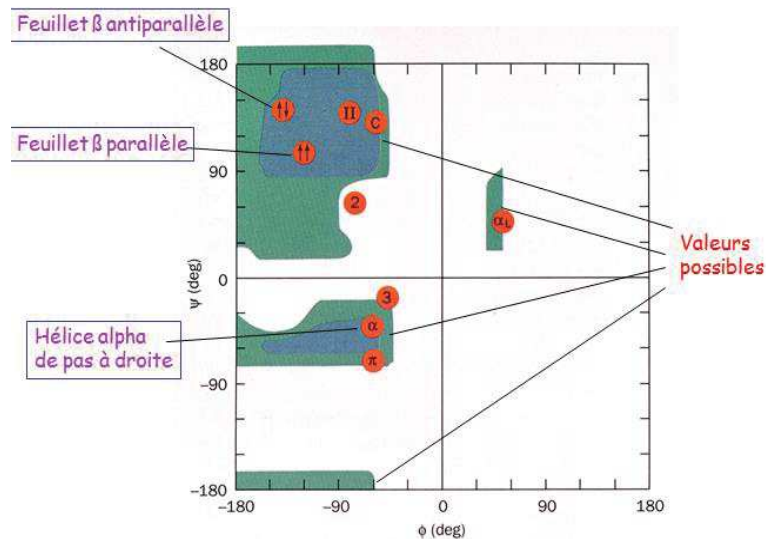 Feuillet ß antiparallèle
Feuillet ß parallèle
Hélice alpha
de pas à droite
Valeurs
possibles
180
90
0
–90
–180
ψ (deg)
–180
–90
0
90
180
ϕ (deg)
↑↓
II
C
↑↑
2
αL
3
α
π